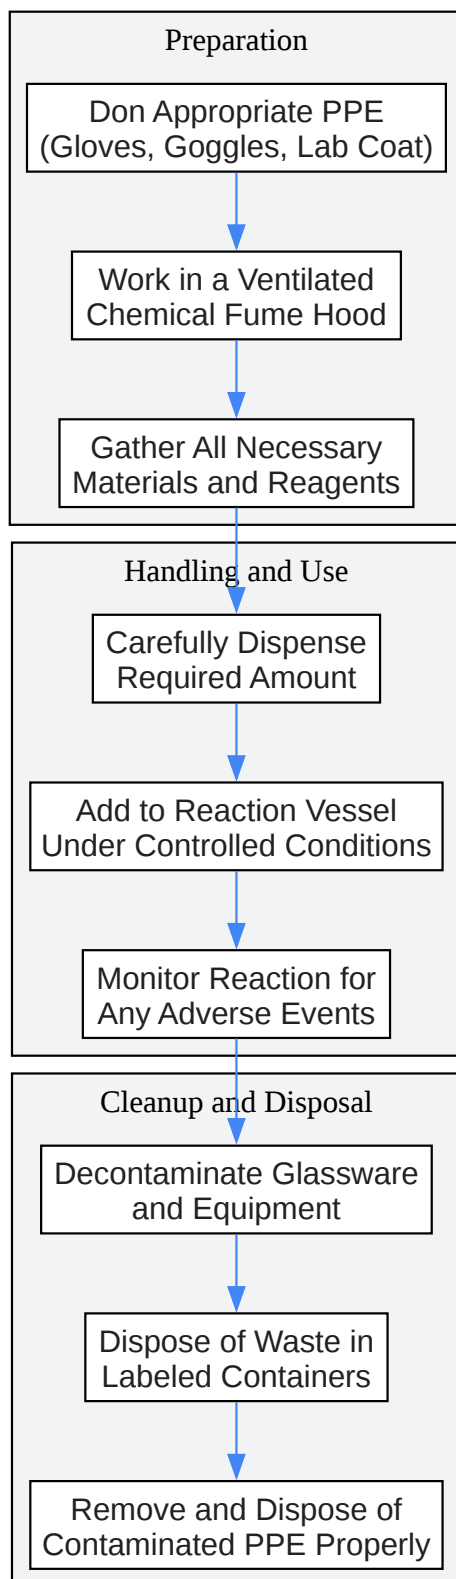 Preparation
Don Appropriate PPE
(Gloves, Goggles, Lab Coat)
Work in a Ventilated
Chemical Fume Hood
Gather All Necessary
Materials and Reagents
Handling and Use
Carefully Dispense
Required Amount
Add to Reaction Vessel
Under Controlled Conditions
Monitor Reaction for
Any Adverse Events
Cleanup and Disposal
Decontaminate Glassware
and Equipment
Dispose of Waste in
Labeled Containers
Remove and Dispose of
Contaminated PPE Properly